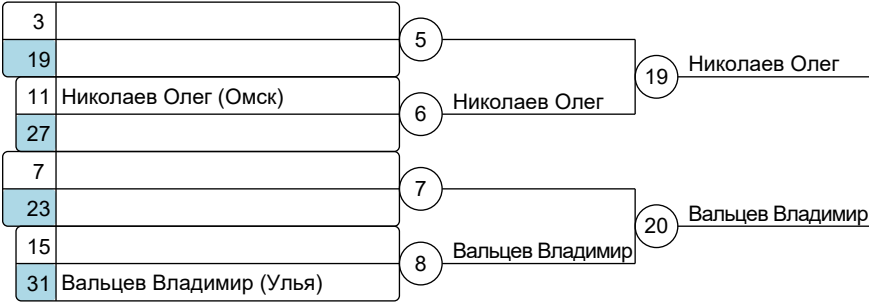 3
5
19
19 Николаев Олег
11 Николаев Олег (Омск)
6 Николаев Олег
27
7
7
23
20 Вальцев Владимир
15
8 Вальцев Владимир
31 Вальцев Владимир (Улья)